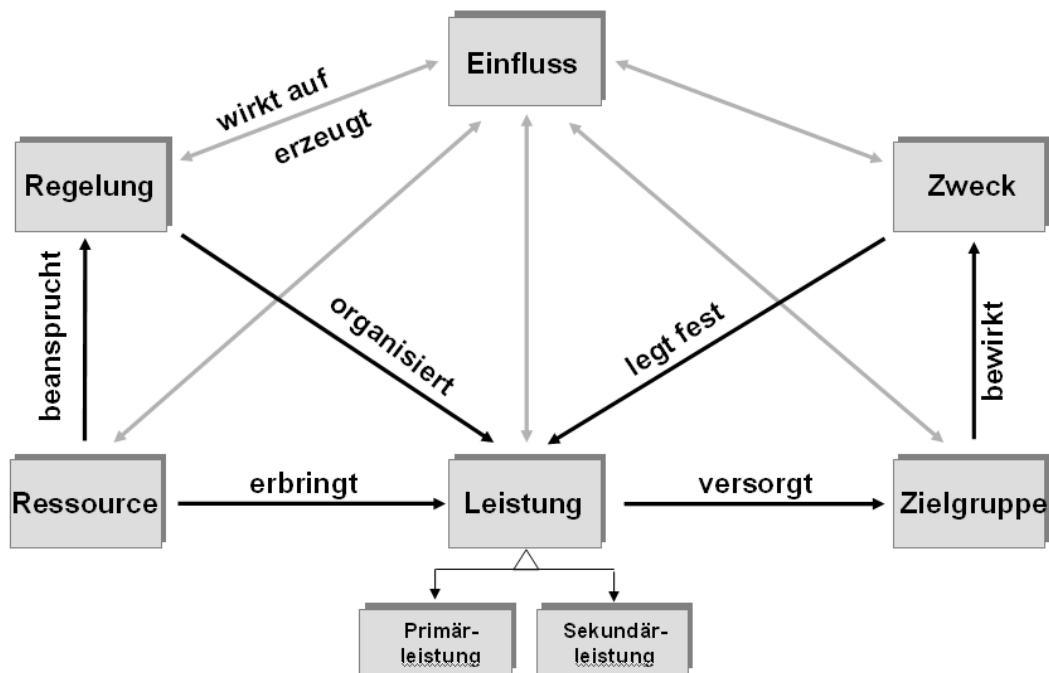 Einfluss
wirkt auf
erzeugt
Regelung
Zweck
beansprucht
organisiert
legt fest
bewirkt
Ressource
erbringt
Leistung
versorgt
Zielgruppe
Primär-
leistung
Sekundär-
leistung